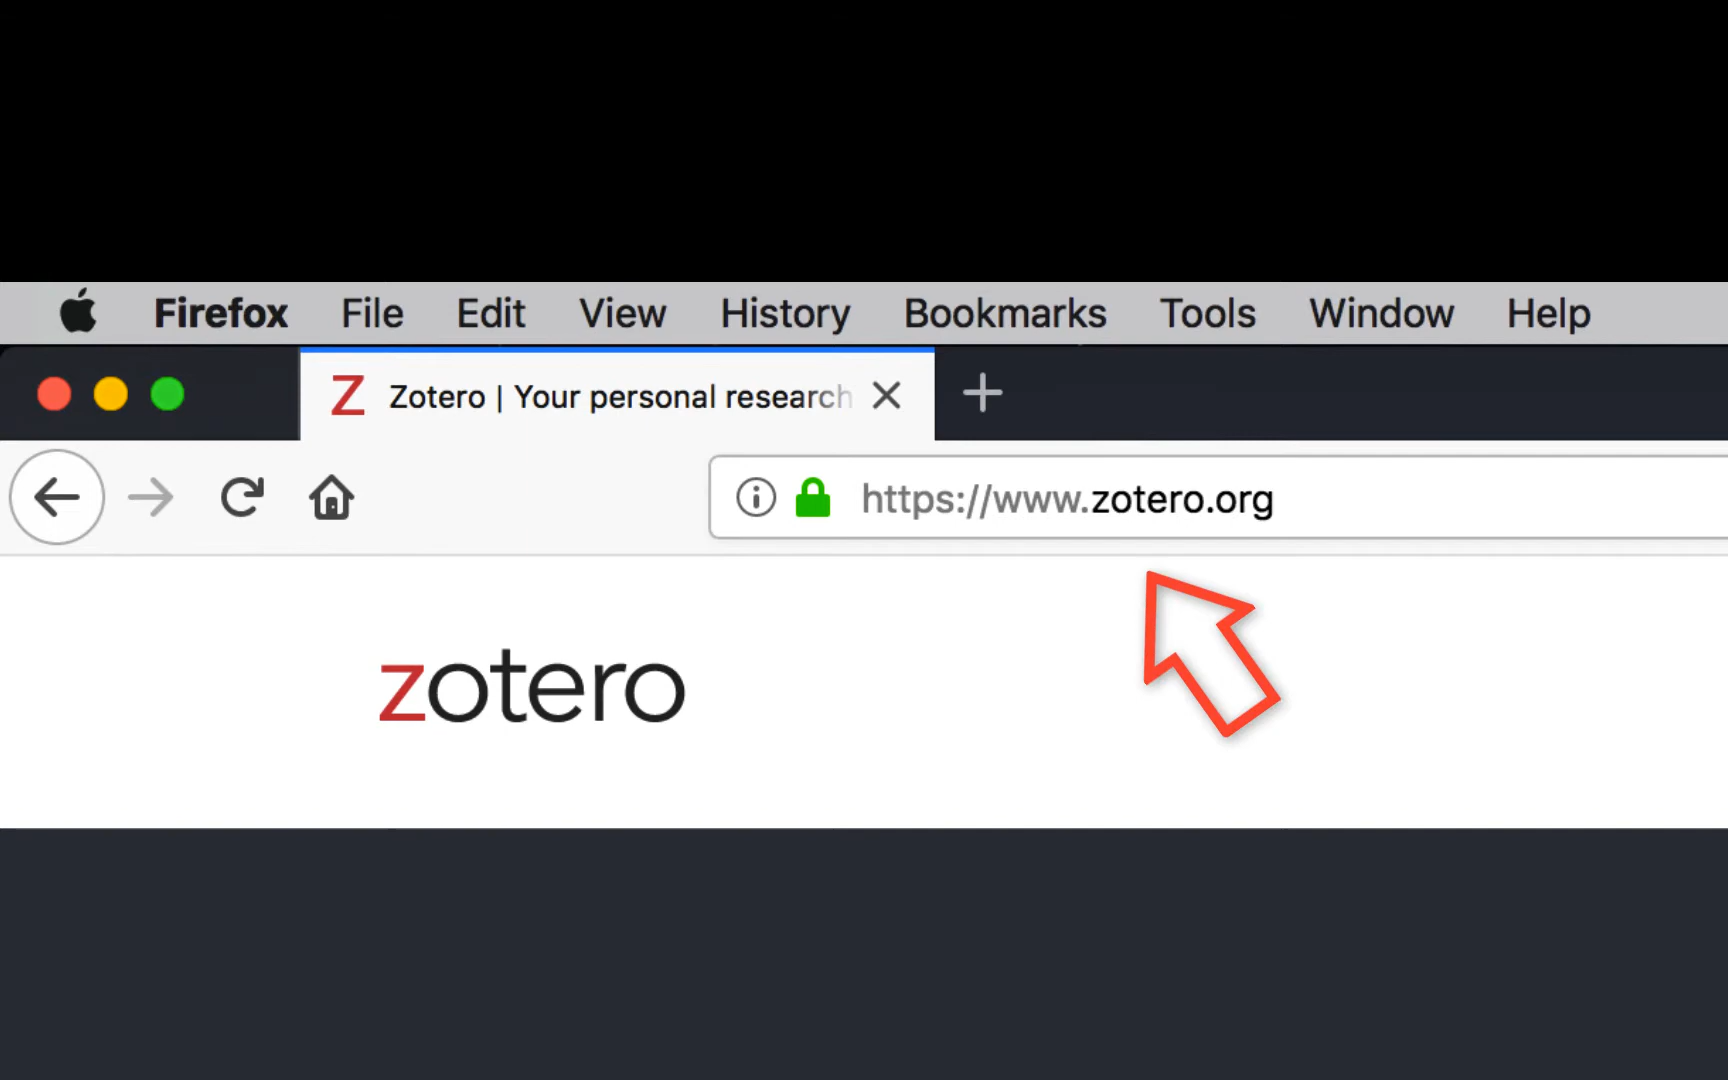 Firefox File Edit View History Bookmarks Tools Window Help
Zotero | Your personal research
https://www.zotero.org
zotero